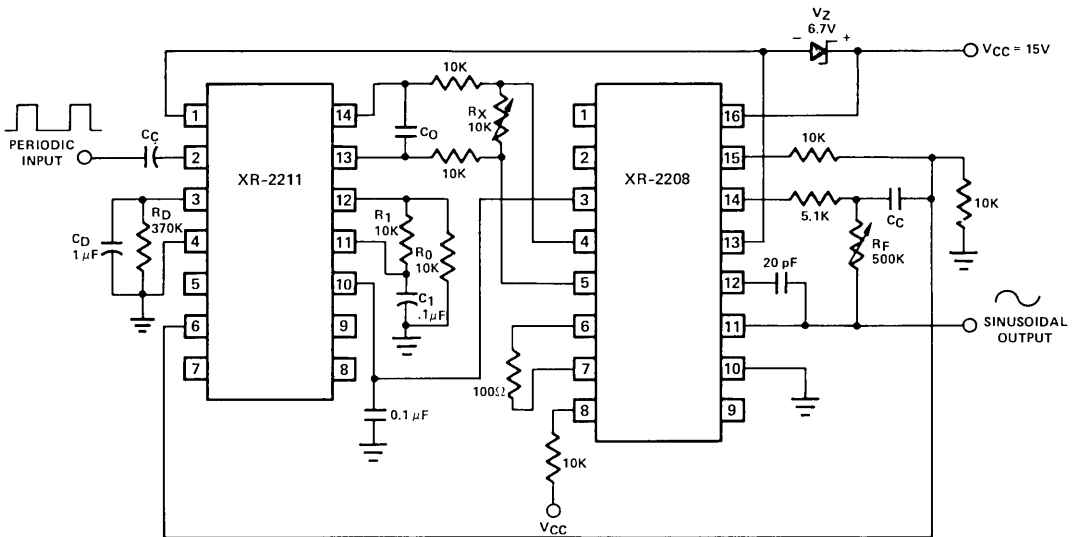 VZ
6.7V
− +
VCC = 15V
PERIODIC
INPUT
CC
XR-2211
1
2
3
4
5
6
7
14
13
12
11
10
9
8
RD
370K
CD
1 µF
10K
CO
RX
10K
10K
R1
10K
R0
10K
C1
.1µF
0.1 µF
XR-2208
1
2
3
4
5
6
7
8
16
15
14
13
12
11
10
9
100Ω
10K
VCC
10K
5.1K
CC
10K
RF
500K
20 pF
SINUSOIDAL
OUTPUT